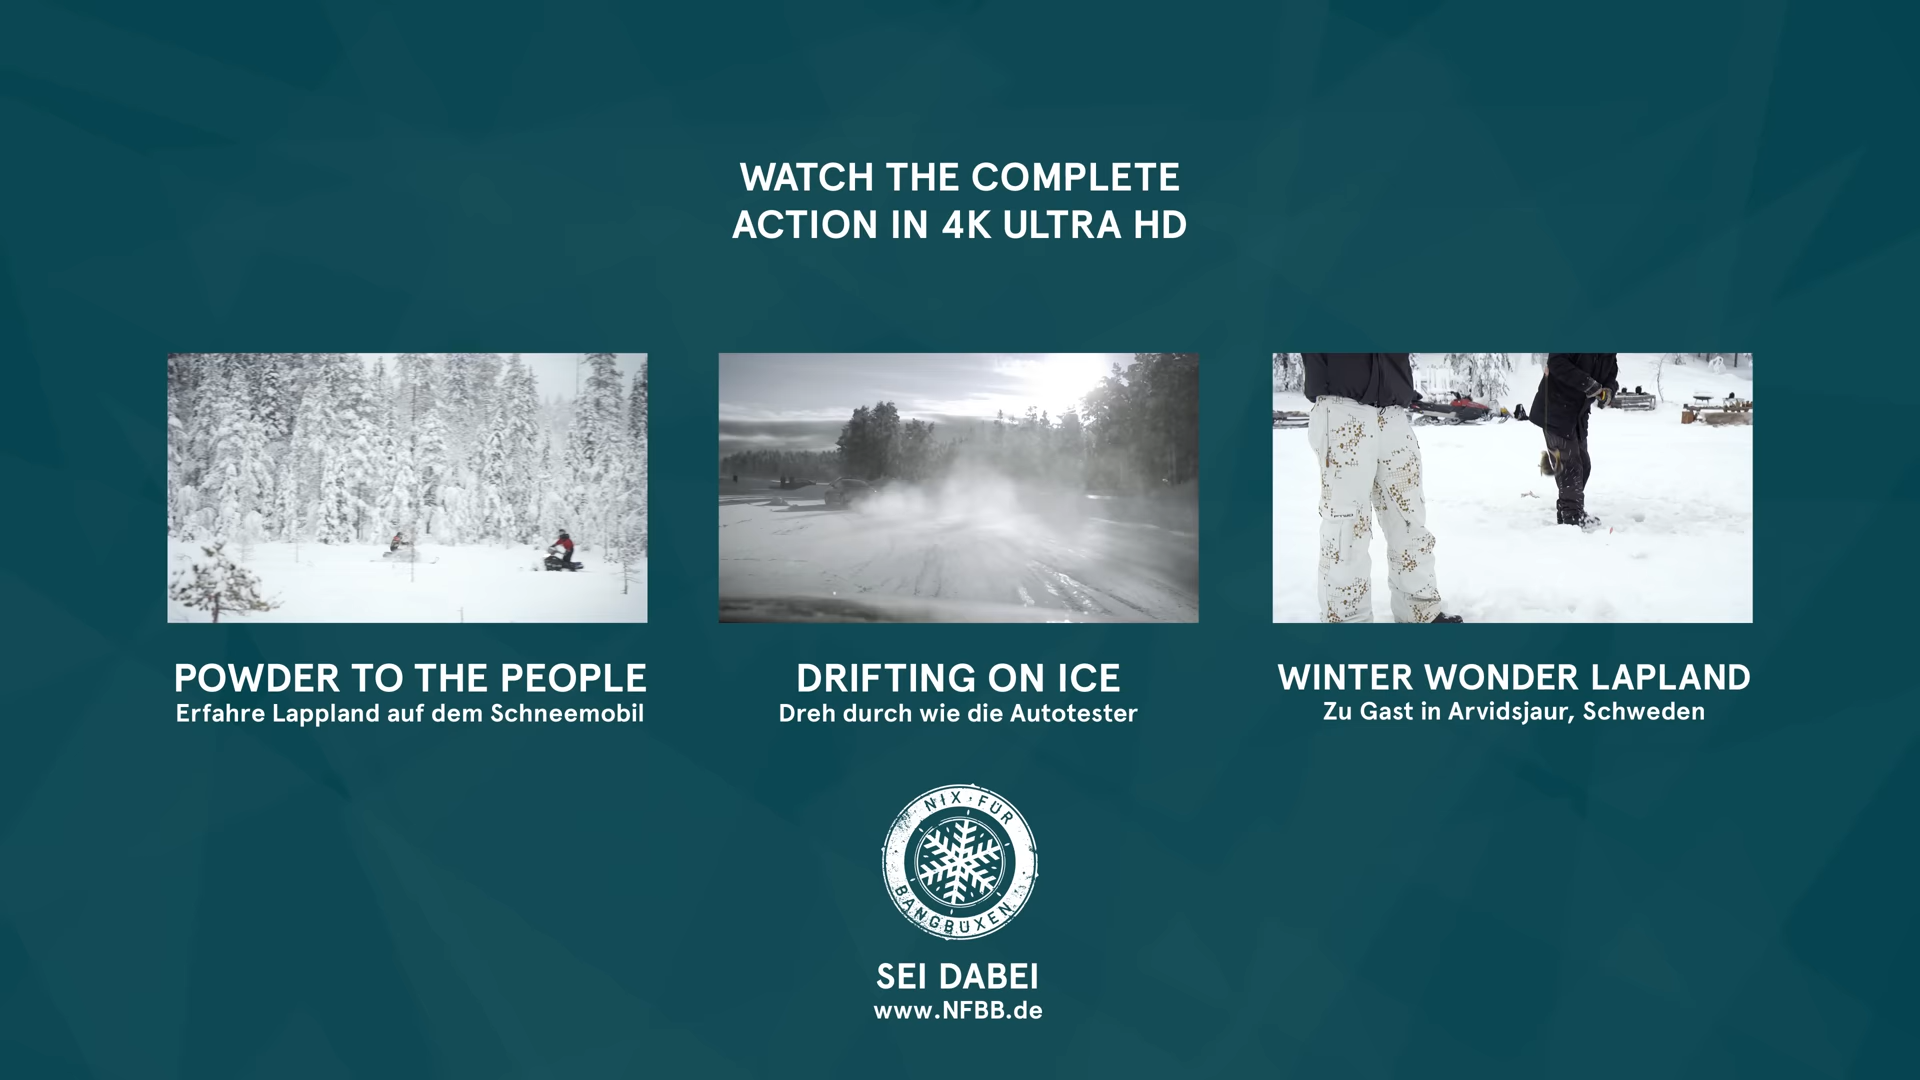 WATCH THE COMPLETE
ACTION IN 4K ULTRA HD
POWDER TO THE PEOPLE
Erfahre Lappland auf dem Schneemobil
DRIFTING ON ICE
Dreh durch wie die Autotester
WINTER WONDER LAPLAND
Zu Gast in Arvidsjaur, Schweden
NIX · FÜR
BANGBÜXEN
SEI DABEI
www.NFBB.de